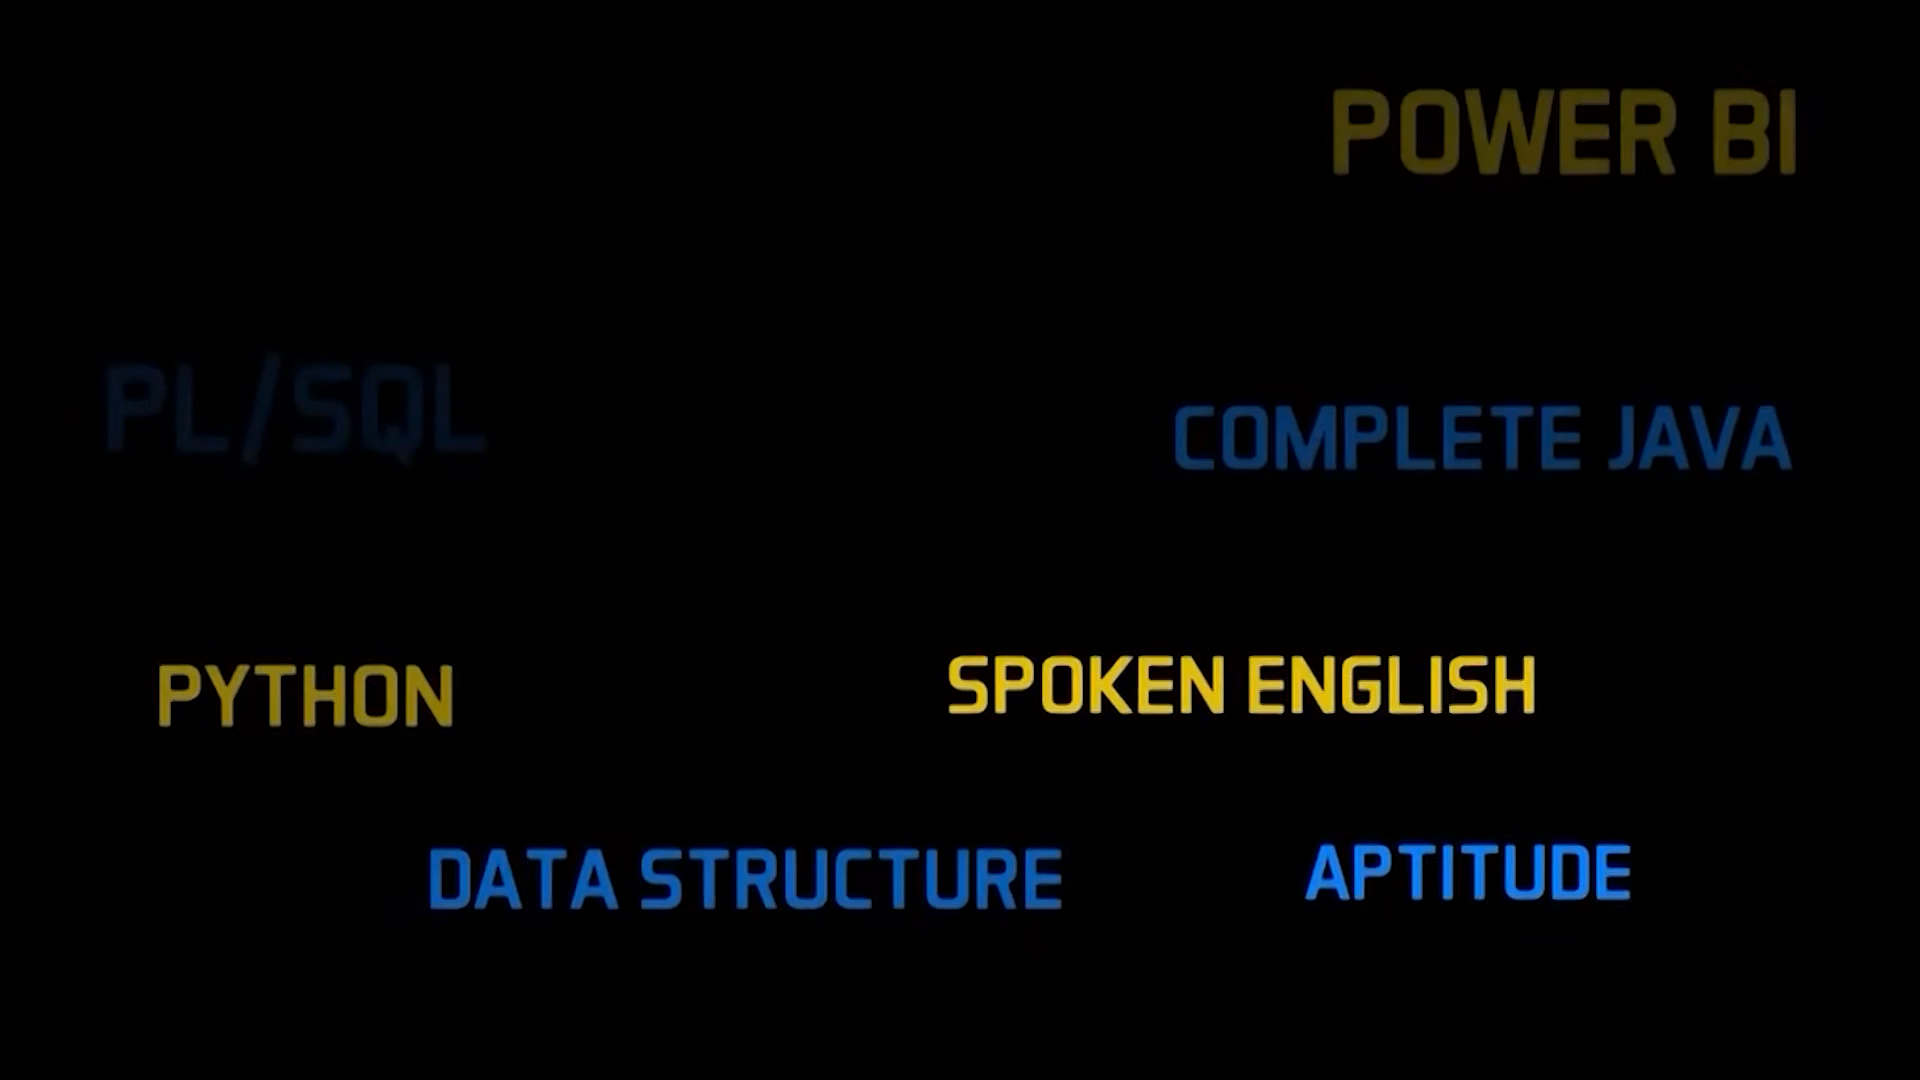 POWER BI
PL/SQL
COMPLETE JAVA
PYTHON
SPOKEN ENGLISH
DATA STRUCTURE
APTITUDE